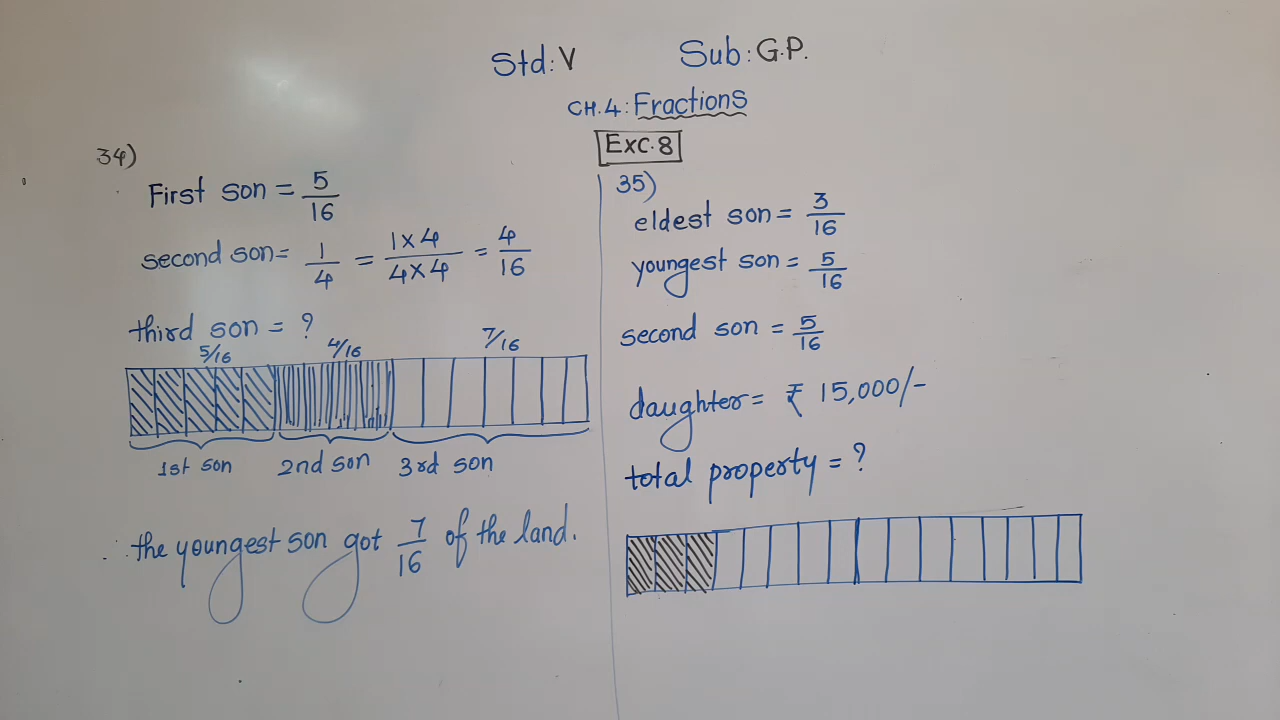 Std: V Sub: G.P.
CH.4: Fractions
Exc.8
34)
First son = 5/16
second son = 1/4 = 1×4/4×4 = 4/16
third son = ?
5/16 4/16 7/16
1st son 2nd son 3rd son
the youngest son got 7/16 of the land.
35)
eldest son = 3/16
youngest son = 5/16
second son = 5/16
daughter = ₹ 15,000/-
total property = ?